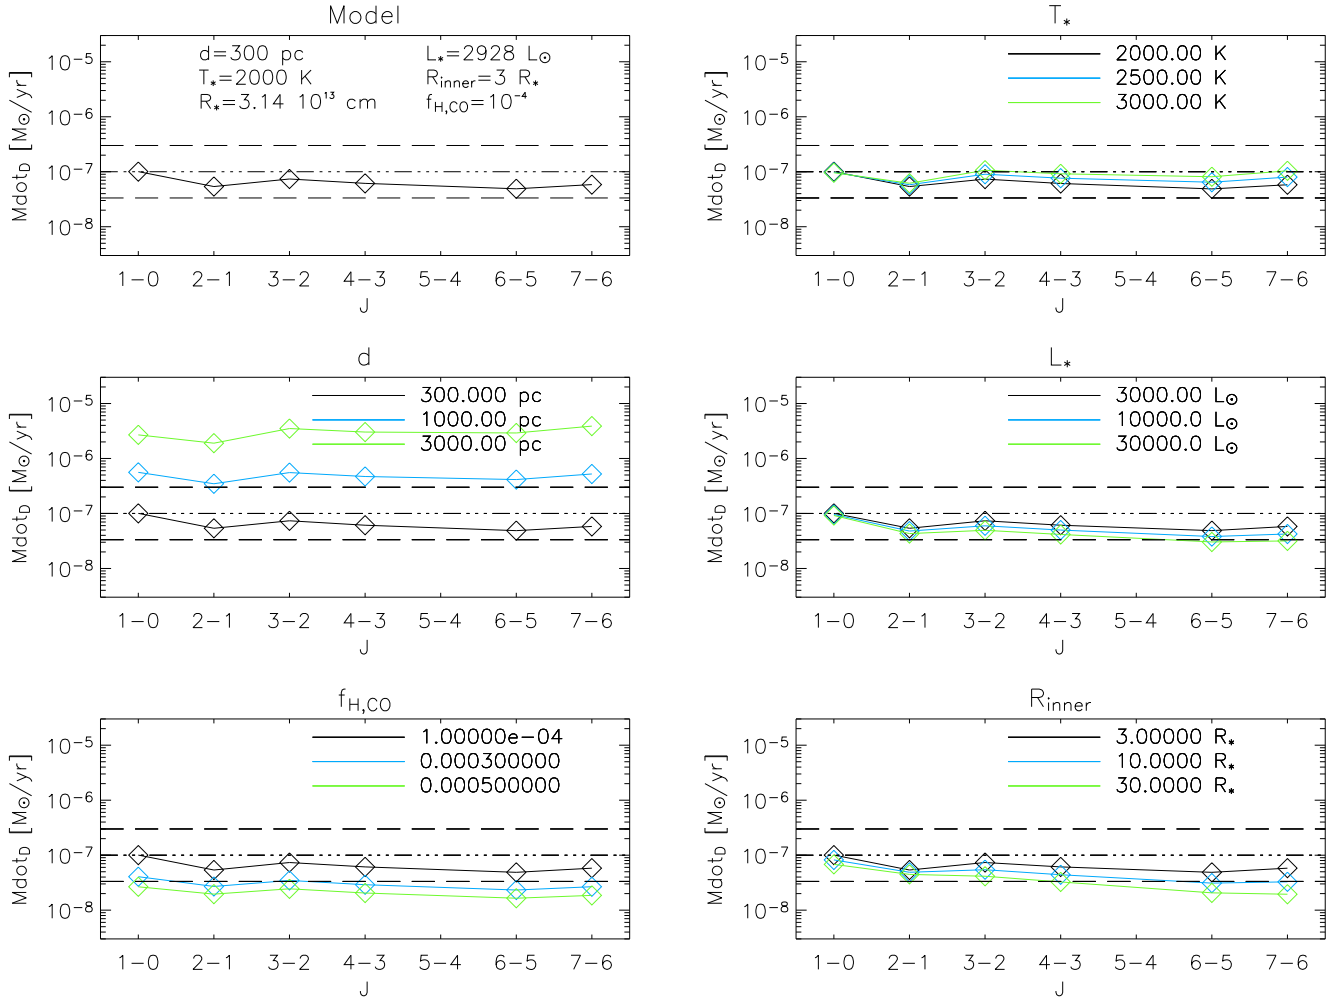 Model
d=300 pc
L*=2928 L☉
T*=2000 K
R_inner=3 R*
R*=3.14 10¹³ cm
f_H,CO=10⁻⁴
10⁻⁵
10⁻⁶
10⁻⁷
10⁻⁸
Mdot_D [M☉/yr]
1−0 2−1 3−2 4−3 5−4 6−5 7−6
J
T*
2000.00 K
2500.00 K
3000.00 K
10⁻⁵
10⁻⁶
10⁻⁷
10⁻⁸
Mdot_D [M☉/yr]
1−0 2−1 3−2 4−3 5−4 6−5 7−6
J
d
300.000 pc
1000.00 pc
3000.00 pc
10⁻⁵
10⁻⁶
10⁻⁷
10⁻⁸
Mdot_D [M☉/yr]
1−0 2−1 3−2 4−3 5−4 6−5 7−6
J
L*
3000.00 L☉
10000.0 L☉
30000.0 L☉
10⁻⁵
10⁻⁶
10⁻⁷
10⁻⁸
Mdot_D [M☉/yr]
1−0 2−1 3−2 4−3 5−4 6−5 7−6
J
f_H,CO
1.00000e−04
0.000300000
0.000500000
10⁻⁵
10⁻⁶
10⁻⁷
10⁻⁸
Mdot_D [M☉/yr]
1−0 2−1 3−2 4−3 5−4 6−5 7−6
J
R_inner
3.00000 R*
10.0000 R*
30.0000 R*
10⁻⁵
10⁻⁶
10⁻⁷
10⁻⁸
Mdot_D [M☉/yr]
1−0 2−1 3−2 4−3 5−4 6−5 7−6
J